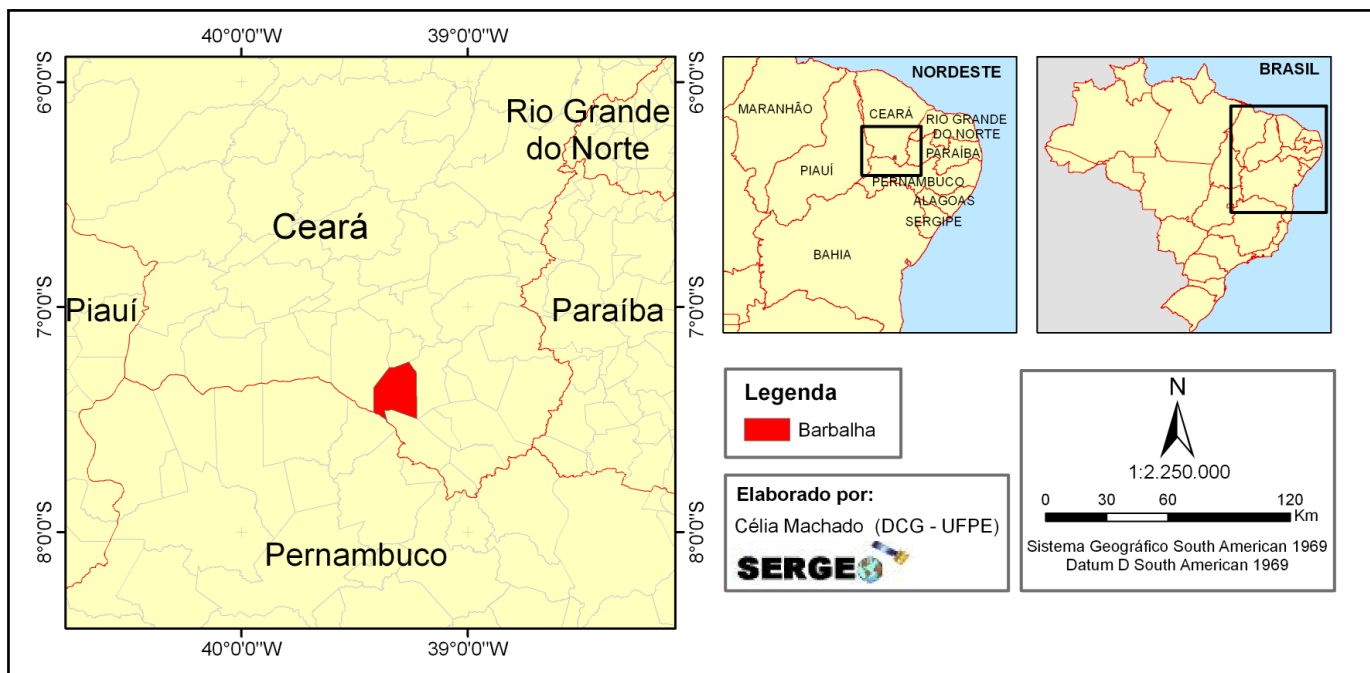 40°0'0"W
39°0'0"W
6°0'0"S
7°0'0"S
8°0'0"S
Rio Grande
do Norte
Ceará
Piauí
Paraíba
Pernambuco
6°0'0"S
7°0'0"S
8°0'0"S
40°0'0"W
39°0'0"W
NORDESTE
MARANHÃO
CEARÁ
RIO GRANDE
DO NORTE
PARAÍBA
PIAUÍ
PERNAMBUCO
ALAGOAS
SERGIPE
BAHIA
BRASIL
Legenda
Barbalha
Elaborado por:
Célia Machado (DCG - UFPE)
SERGEO
N
1:2.250.000
0 30 60 120
Km
Sistema Geográfico South American 1969
Datum D South American 1969